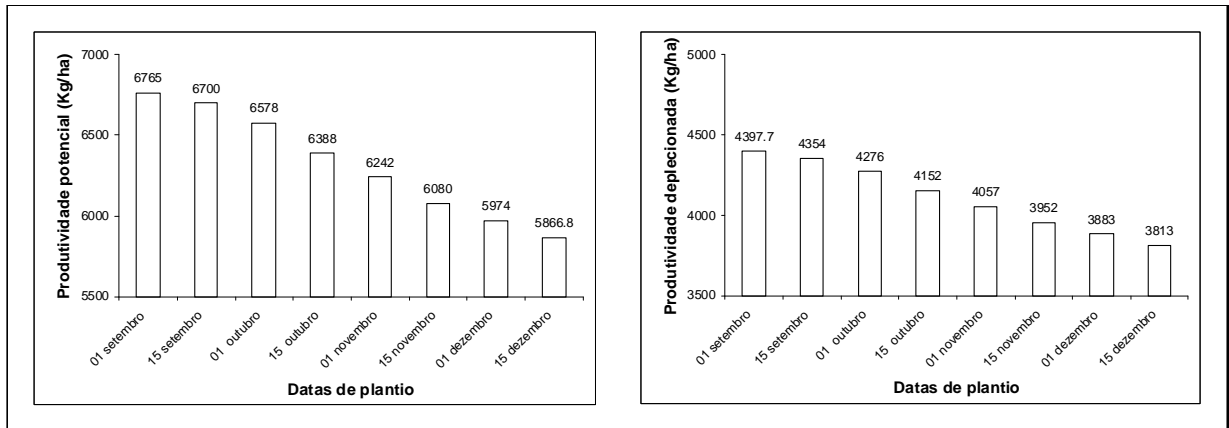 Produtividade potencial (Kg/ha)
7000
6500
6000
5500
6765
6700
6578
6388
6242
6080
5974
5866.8
01 setembro
15 setembro
01 outubro
15 outubro
01 novembro
15 novembro
01 dezembro
15 dezembro
Datas de plantio
Produtividade deplecionada (Kg/ha)
5000
4500
4000
3500
4397.7
4354
4276
4152
4057
3952
3883
3813
01 setembro
15 setembro
01 outubro
15 outubro
01 novembro
15 novembro
01 dezembro
15 dezembro
Datas de plantio